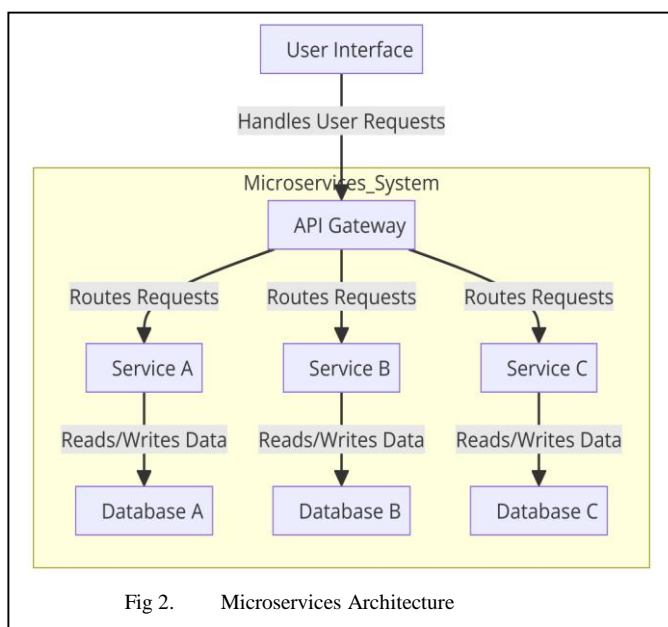 User Interface
Handles User Requests
Microservices_System
API Gateway
Routes Requests Routes Requests Routes Requests
Service A Service B Service C
Reads/Writes Data Reads/Writes Data Reads/Writes Data
Database A Database B Database C
Fig 2. Microservices Architecture